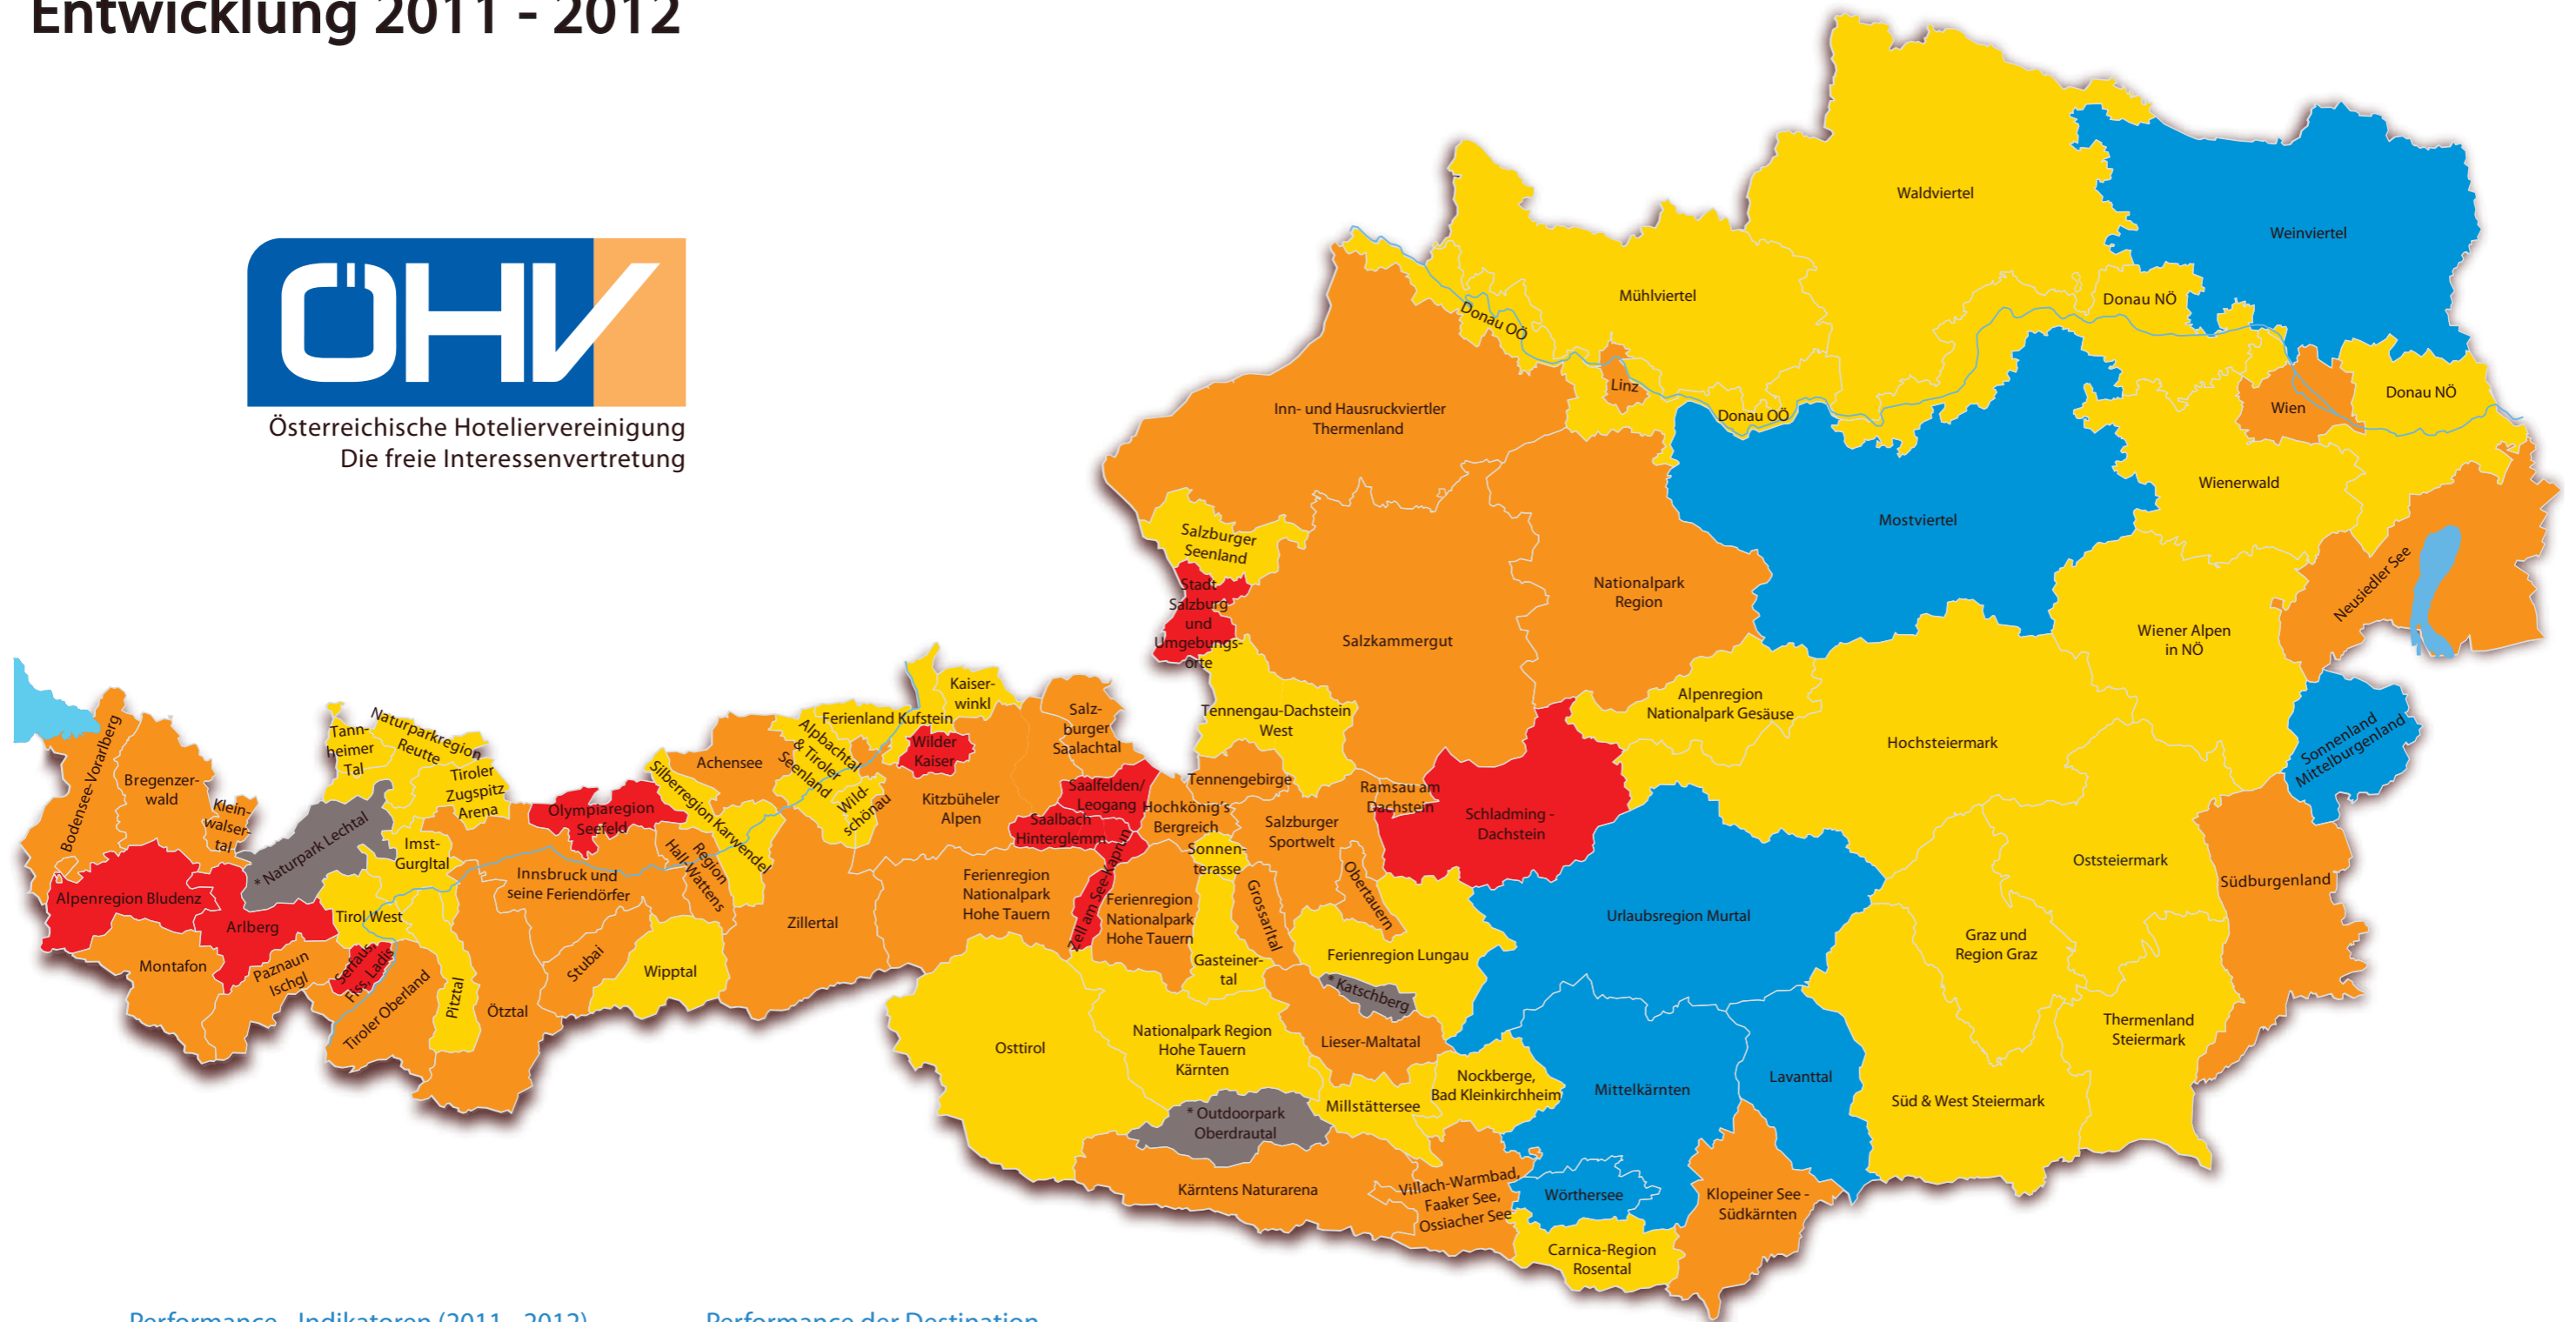 Entwicklung 2011 - 2012
ÖHV
Österreichische Hoteliervereinigung
Die freie Interessenvertretung
Waldviertel
Weinviertel
Mühlviertel
Donau NÖ
Donau OÖ
Linz
Donau OÖ
Wien
Donau NÖ
Inn- und Hausruckviertler
Thermenland
Wienerwald
Mostviertel
Salzburger
Seenland
Stadt
Salzburg
und
Umgebungs-
orte
Nationalpark
Region
Neusiedler See
Salzkammergut
Wiener Alpen
in NÖ
Alpenregion
Nationalpark Gesäuse
Tennengau-Dachstein
West
Hochsteiermark
Sonnenland
Mittelburgenland
Kaiser-
winkl
Ferienland Kufstein
Salz-
burger
Saalachtal
Wilder
Kaiser
Alpbachtal
& Tiroler
Seenland
Wild-
schönau
Achensee
Silberregion Karwendel
Tann-
heimer
Tal
Naturparkregion
Reutte
Tiroler
Zugspitz
Arena
Bodensee-Vorarlberg
Bregenzer-
wald
Klein-
walser-
tal
* Naturpark Lechtal
Imst-
Gurgltal
Olympiaregion
Seefeld
Region
Hall-Wattens
Innsbruck und
seine Feriendörfer
Kitzbüheler
Alpen
Saalfelden/
Leogang
Saalbach
Hinterglemm
Zell am See-Kaprun
Hochkönig's
Bergreich
Tennengebirge
Salzburger
Sportwelt
Ramsau am
Dachstein
Schladming -
Dachstein
Sonnen-
terasse
Grossarltal
Obertauern
Oststeiermark
Südburgenland
Alpenregion Bludenz
Arlberg
Tirol West
Montafon
Paznaun
Ischgl
Serfaus,
Fiss, Ladis
Tiroler Oberland
Pitztal
Ötztal
Stubai
Wipptal
Zillertal
Ferienregion
Nationalpark
Hohe Tauern
Ferienregion
Nationalpark
Hohe Tauern
Gasteiner-
tal
Ferienregion Lungau
* Katschberg
Urlaubsregion Murtal
Graz und
Region Graz
Osttirol
Nationalpark Region
Hohe Tauern
Kärnten
Lieser-Maltatal
Thermenland
Steiermark
* Outdoorpark
Oberdrautal
Millstättersee
Nockberge,
Bad Kleinkirchheim
Mittelkärnten
Lavanttal
Süd & West Steiermark
Kärntens Naturarena
Villach-Warmbad,
Faaker See,
Ossiacher See
Wörthersee
Klopeiner See -
Südkärnten
Carnica-Region
Rosental
Performance - Indikatoren (2011 - 2012)
Performance der Destination